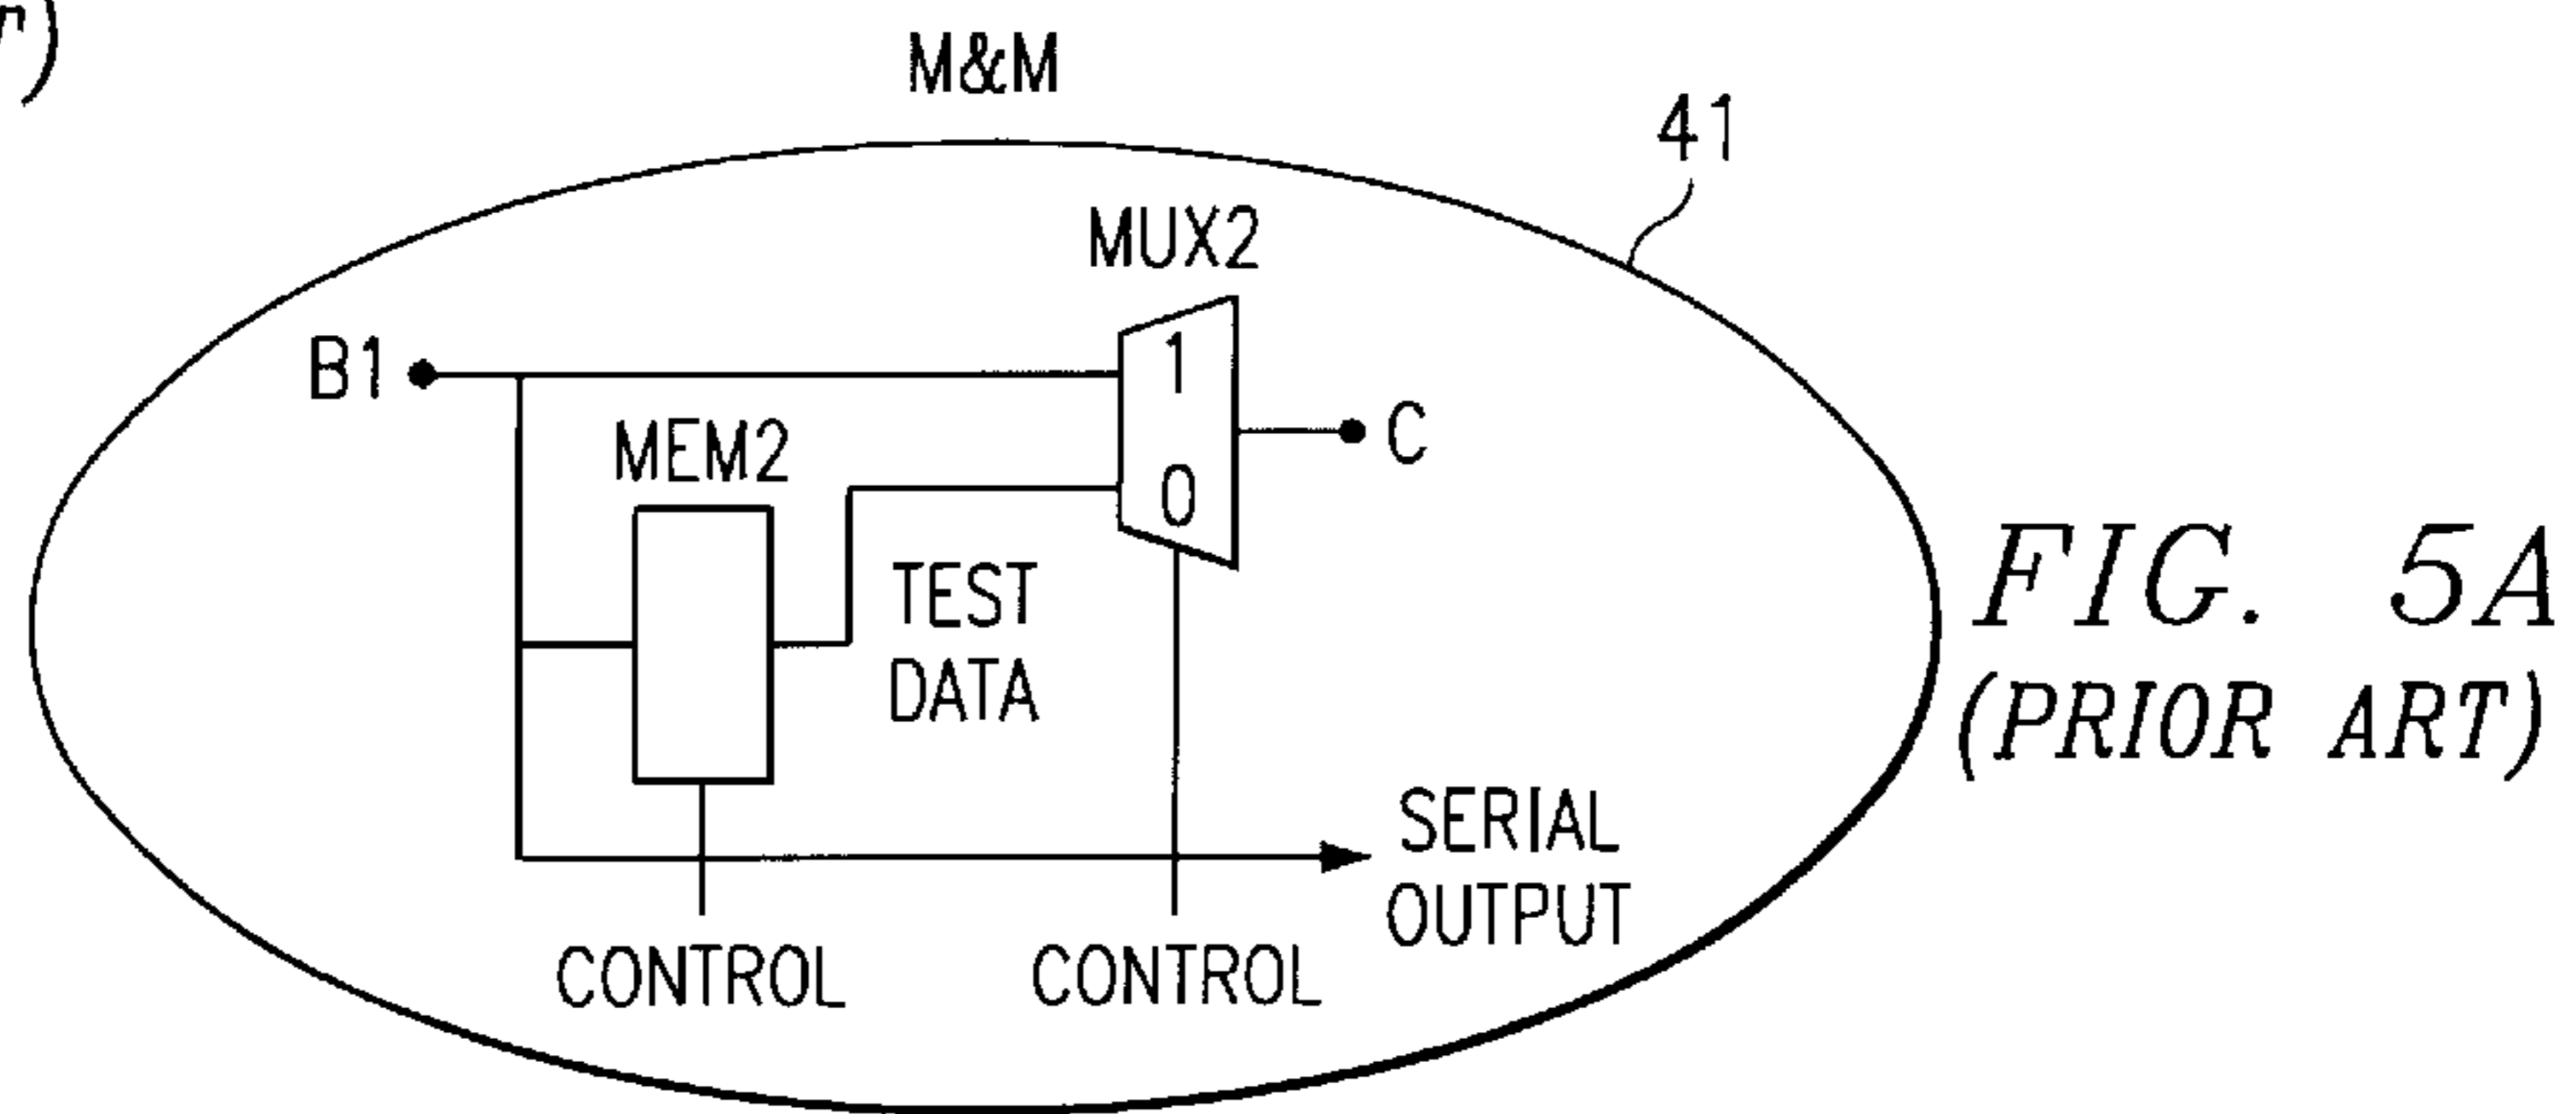 M&M
41
MUX2
B1
1
MEM2
C
0
TEST
DATA
SERIAL
OUTPUT
CONTROL
CONTROL
FIG. 5A
(PRIOR ART)